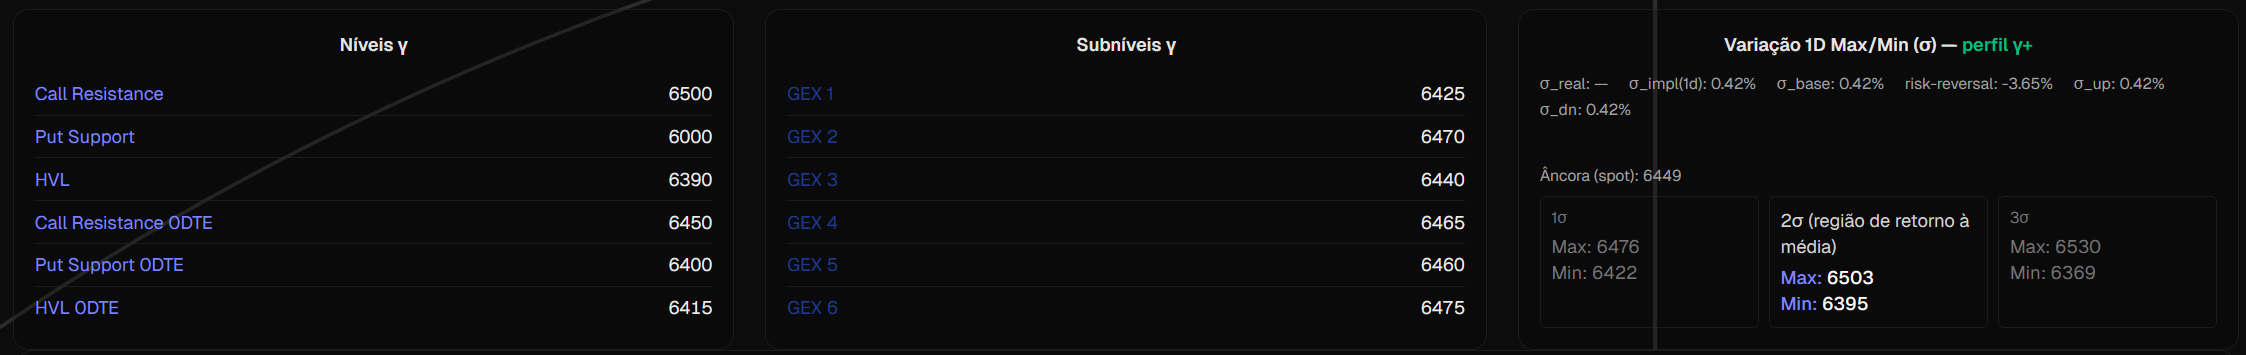 Níveis γ
Call Resistance 6500
Put Support 6000
HVL 6390
Call Resistance 0DTE 6450
Put Support 0DTE 6400
HVL 0DTE 6415
Subníveis γ
GEX 1 6425
GEX 2 6470
GEX 3 6440
GEX 4 6465
GEX 5 6460
GEX 6 6475
Variação 1D Max/Min (σ) — perfil γ+
σ_real: — σ_impl(1d): 0.42% σ_base: 0.42% risk-reversal: -3.65% σ_up: 0.42%
σ_dn: 0.42%
Âncora (spot): 6449
1σ
Max: 6476
Min: 6422
2σ (região de retorno à
média)
Max: 6503
Min: 6395
3σ
Max: 6530
Min: 6369